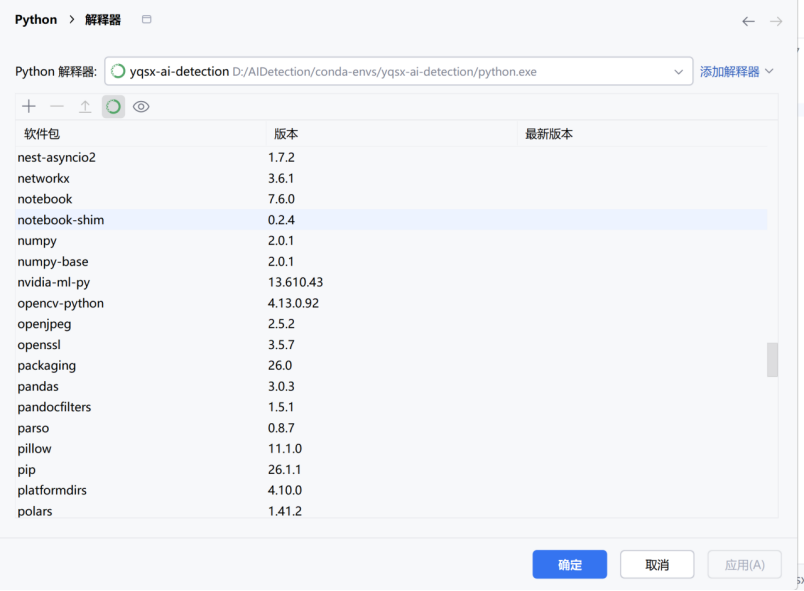 Python > 解释器
Python 解释器: yqsx-ai-detection D:/AIDetection/conda-envs/yqsx-ai-detection/python.exe 添加解释器
软件包 版本 最新版本
nest-asyncio2 1.7.2
networkx 3.6.1
notebook 7.6.0
notebook-shim 0.2.4
numpy 2.0.1
numpy-base 2.0.1
nvidia-ml-py 13.610.43
opencv-python 4.13.0.92
openjpeg 2.5.2
openssl 3.5.7
packaging 26.0
pandas 3.0.3
pandocfilters 1.5.1
parso 0.8.7
pillow 11.1.0
pip 26.1.1
platformdirs 4.10.0
polars 1.41.2
确定 取消 应用(A)